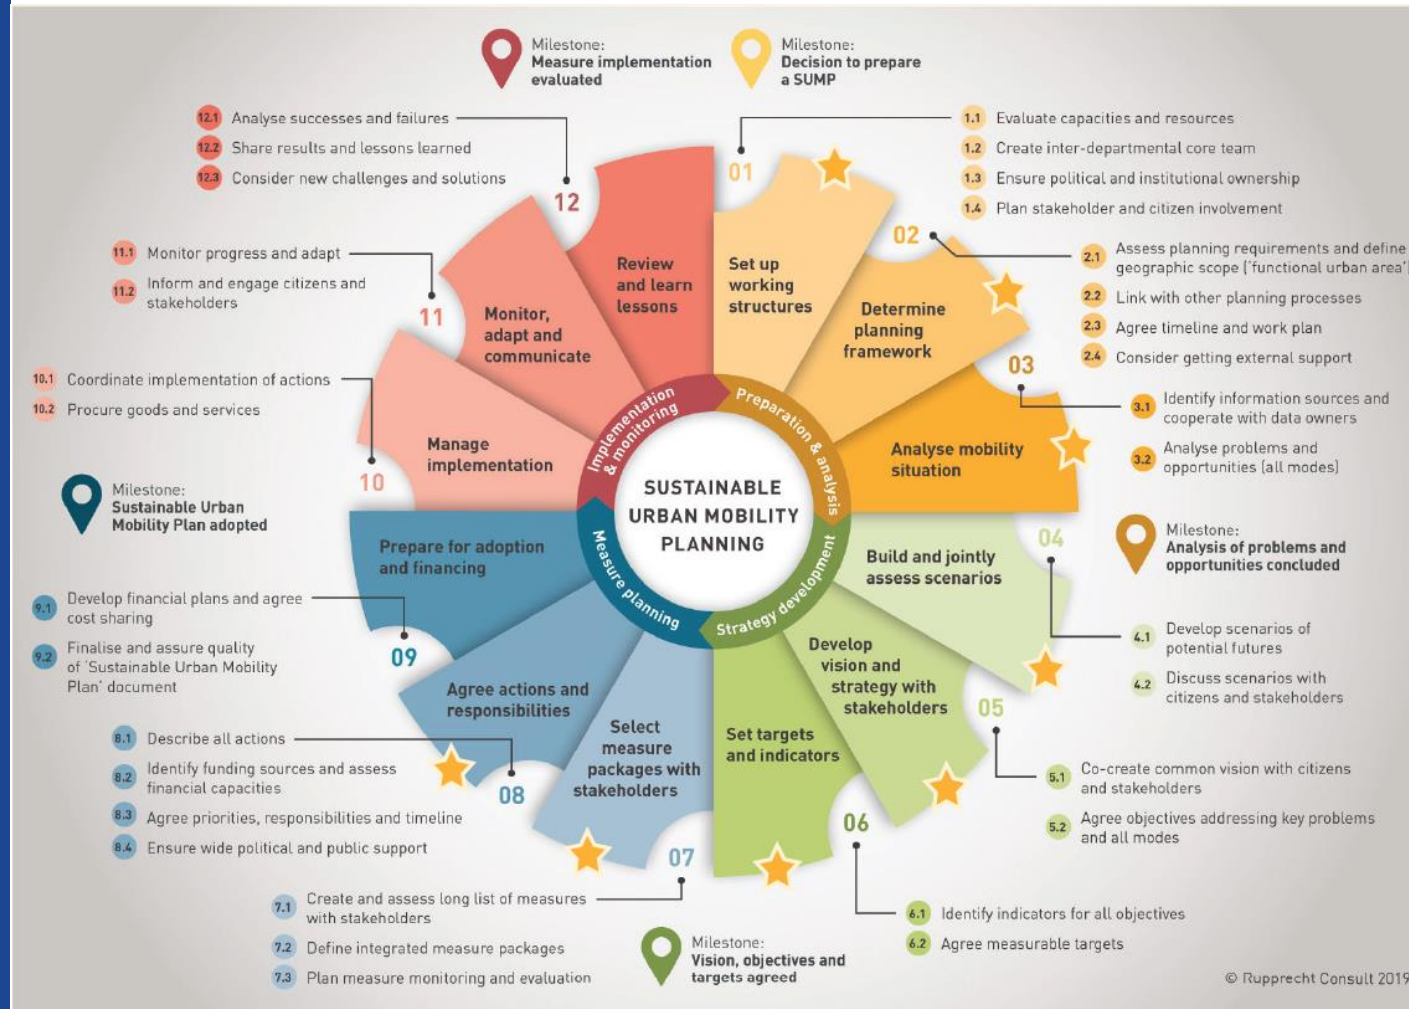 Milestone:
Measure implementation
evaluated
Milestone:
Decision to prepare
a SUMP
12.1 Analyse successes and failures
12.2 Share results and lessons learned
12.3 Consider new challenges and solutions
1.1 Evaluate capacities and resources
1.2 Create inter-departmental core team
1.3 Ensure political and institutional ownership
1.4 Plan stakeholder and citizen involvement
11.1 Monitor progress and adapt
11.2 Inform and engage citizens and
stakeholders
2.1 Assess planning requirements and define
geographic scope ('functional urban area')
2.2 Link with other planning processes
2.3 Agree timeline and work plan
2.4 Consider getting external support
10.1 Coordinate implementation of actions
10.2 Procure goods and services
3.1 Identify information sources and
cooperate with data owners
3.2 Analyse problems and
opportunities (all modes)
Milestone:
Sustainable Urban
Mobility Plan adopted
Milestone:
Analysis of problems and
opportunities concluded
01
Set up
working
structures
02
Determine
planning
framework
03
Analyse mobility
situation
04
Build and jointly
assess scenarios
05
Develop
vision and
strategy with
stakeholders
06
Set targets
and indicators
07
Select
measure
packages with
stakeholders
08
Agree actions and
responsibilities
09
Prepare for adoption
and financing
10
Manage
implementation
11
Monitor,
adapt and
communicate
12
Review
and learn
lessons
Preparation & analysis
Strategy development
Measure planning
Implementation
& monitoring
SUSTAINABLE
URBAN MOBILITY
PLANNING
9.1 Develop financial plans and agree
cost sharing
9.2 Finalise and assure quality
of 'Sustainable Urban Mobility
Plan' document
4.1 Develop scenarios of
potential futures
4.2 Discuss scenarios with
citizens and stakeholders
8.1 Describe all actions
8.2 Identify funding sources and assess
financial capacities
8.3 Agree priorities, responsibilities and timeline
8.4 Ensure wide political and public support
5.1 Co-create common vision with citizens
and stakeholders
5.2 Agree objectives addressing key problems
and all modes
7.1 Create and assess long list of measures
with stakeholders
7.2 Define integrated measure packages
7.3 Plan measure monitoring and evaluation
Milestone:
Vision, objectives and
targets agreed
6.1 Identify indicators for all objectives
6.2 Agree measurable targets
© Rupprecht Consult 2019